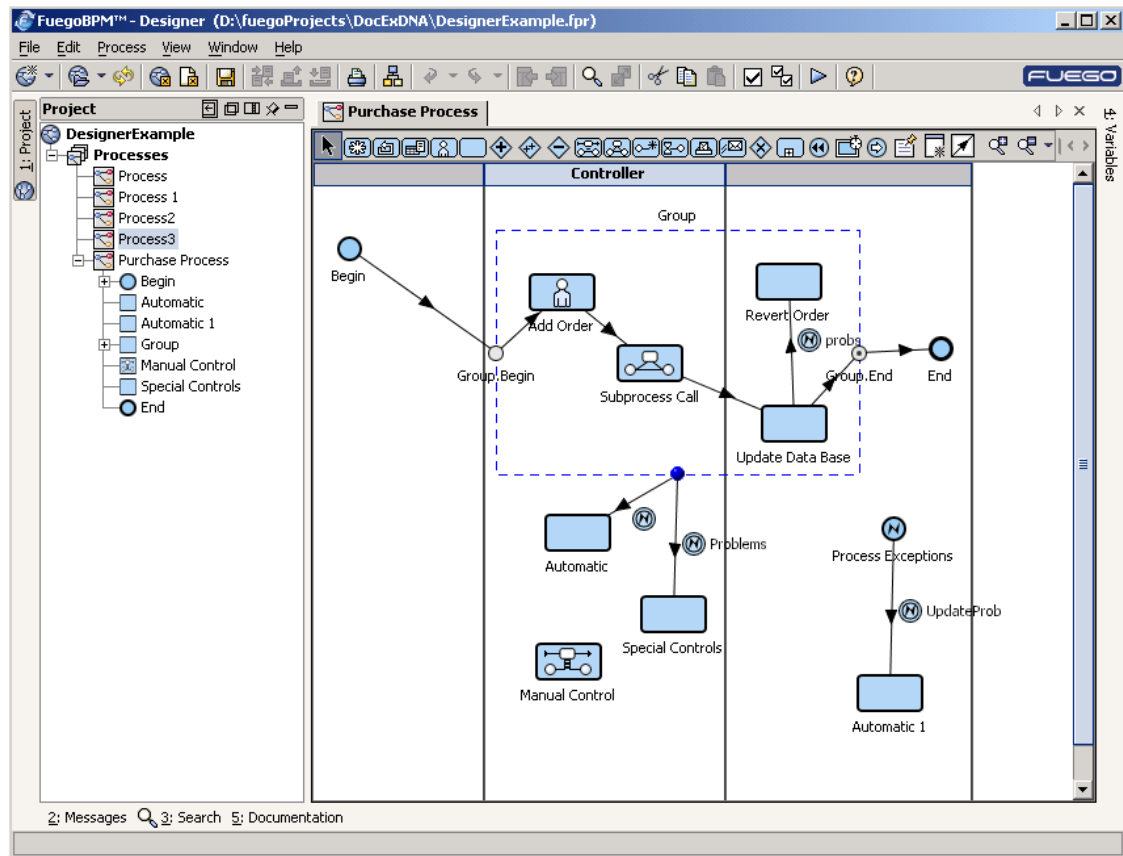 FuegoBPM™ - Designer (D:\fuegoProjects\DocExDNA\DesignerExample.fpr)
File Edit Process View Window Help
FUEGO
1: Project
Project
DesignerExample
Processes
Process
Process 1
Process2
Process3
Purchase Process
Begin
Automatic
Automatic 1
Group
Manual Control
Special Controls
End
Purchase Process
4: Variables
Controller
Group
Begin
Add Order
Revert Order
probs
Group.Begin
Subprocess Call
Group.End
End
Update Data Base
Automatic
Problems
Process Exceptions
UpdateProb
Special Controls
Manual Control
Automatic 1
2: Messages 3: Search 5: Documentation